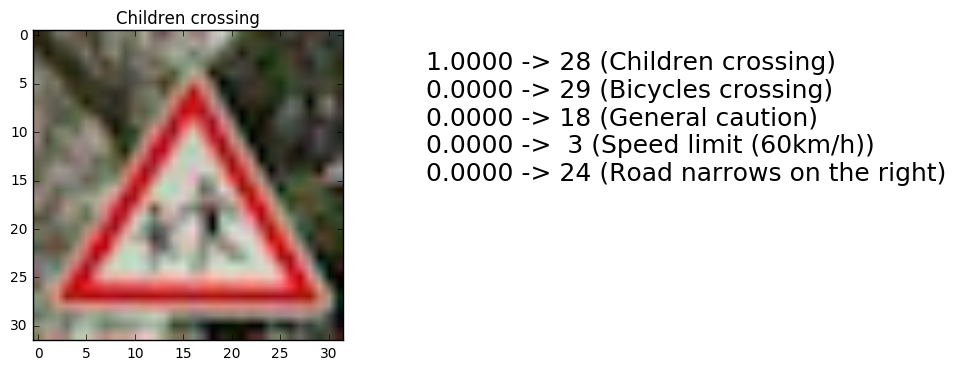 Children crossing
0
5
10
15
20
25
30
0 5 10 15 20 25 30
1.0000 -> 28 (Children crossing)
0.0000 -> 29 (Bicycles crossing)
0.0000 -> 18 (General caution)
0.0000 ->  3 (Speed limit (60km/h))
0.0000 -> 24 (Road narrows on the right)